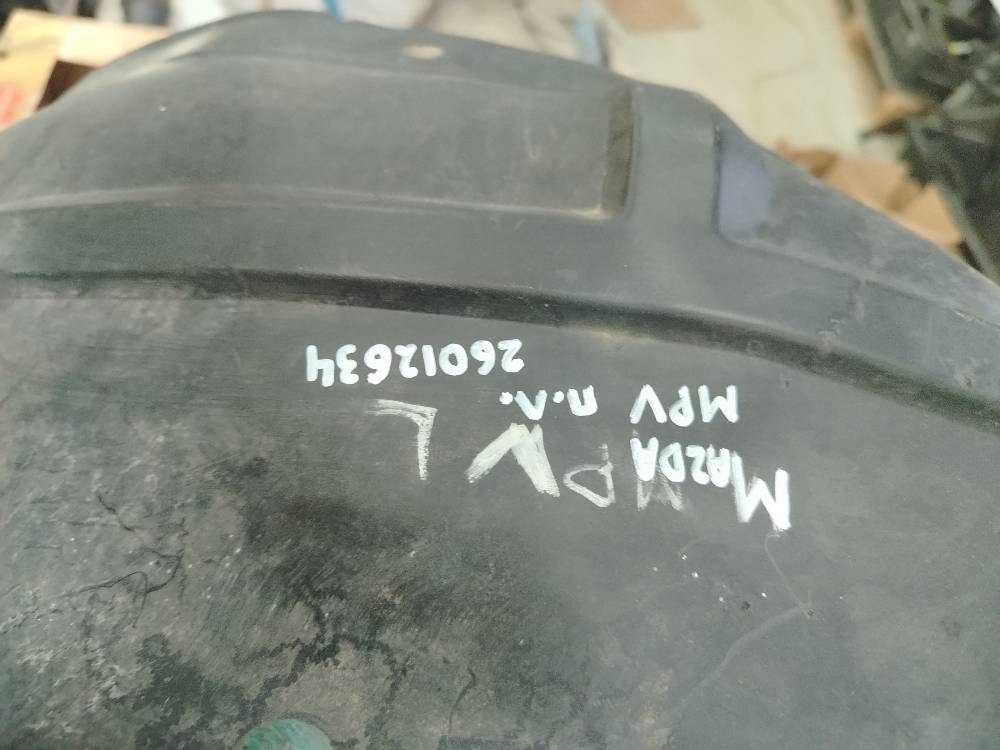 MAZDA
MPV п.л.
26012634
MPV L